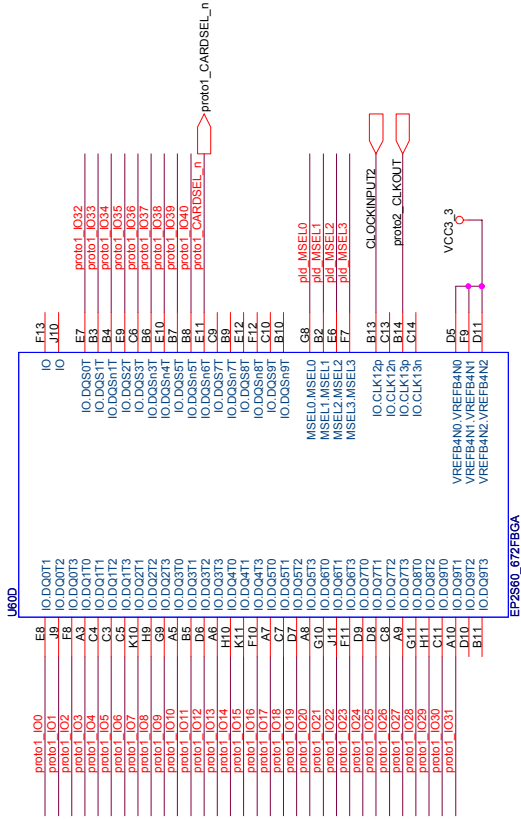 U60D
proto1_IO0 E8 IO.DQ0T1
proto1_IO1 J9 IO.DQ0T2
proto1_IO2 F8 IO.DQ0T3
proto1_IO3 A3 IO.DQ1T0
proto1_IO4 C4 IO.DQ1T1
proto1_IO5 C3 IO.DQ1T2
proto1_IO6 C5 IO.DQ1T3
proto1_IO7 K10 IO.DQ2T1
proto1_IO8 H9 IO.DQ2T2
proto1_IO9 G9 IO.DQ2T3
proto1_IO10 A5 IO.DQ3T0
proto1_IO11 B5 IO.DQ3T1
proto1_IO12 D6 IO.DQ3T2
proto1_IO13 A6 IO.DQ3T3
proto1_IO14 H10 IO.DQ4T0
proto1_IO15 K11 IO.DQ4T1
proto1_IO16 F10 IO.DQ4T3
proto1_IO17 A7 IO.DQ5T0
proto1_IO18 C7 IO.DQ5T1
proto1_IO19 D7 IO.DQ5T2
proto1_IO20 A8 IO.DQ5T3
proto1_IO21 G10 IO.DQ6T0
proto1_IO22 J11 IO.DQ6T1
proto1_IO23 F11 IO.DQ6T2
proto1_IO24 D9 IO.DQ7T0
proto1_IO25 D8 IO.DQ7T1
proto1_IO26 C8 IO.DQ7T2
proto1_IO27 A9 IO.DQ7T3
proto1_IO28 G11 IO.DQ8T0
proto1_IO29 H11 IO.DQ8T2
proto1_IO30 C11 IO.DQ9T0
proto1_IO31 A10 IO.DQ9T1
D10 IO.DQ9T2
B11 IO.DQ9T3
IO F13
IO J10
IO.DQS0T E7 proto1_IO32
IO.DQS1T B3 proto1_IO33
IO.DQSn1T B4 proto1_IO34
IO.DQS2T E9 proto1_IO35
IO.DQS3T C6 proto1_IO36
IO.DQSn3T B6 proto1_IO37
IO.DQSn4T E10 proto1_IO38
IO.DQS5T B7 proto1_IO39
IO.DQSn5T B8 proto1_IO40
IO.DQSn6T E11 proto1_CARDSEL_n proto1_CARDSEL_n
IO.DQS7T C9
IO.DQSn7T B9
IO.DQS8T E12
IO.DQSn8T F12
IO.DQS9T C10
IO.DQSn9T B10
MSEL0.MSEL0 G8 pld_MSEL0
MSEL1.MSEL1 B2 pld_MSEL1
MSEL2.MSEL2 E6 pld_MSEL2
MSEL3.MSEL3 F7 pld_MSEL3
IO.CLK12p B13 CLOCKINPUT2
IO.CLK12n C13
IO.CLK13p B14 proto2_CLKOUT
IO.CLK13n C14
VCC3_3
VREFB4N0.VREFB4N0 D5
VREFB4N1.VREFB4N1 F9
VREFB4N2.VREFB4N2 D11
EP2S60_672FBGA